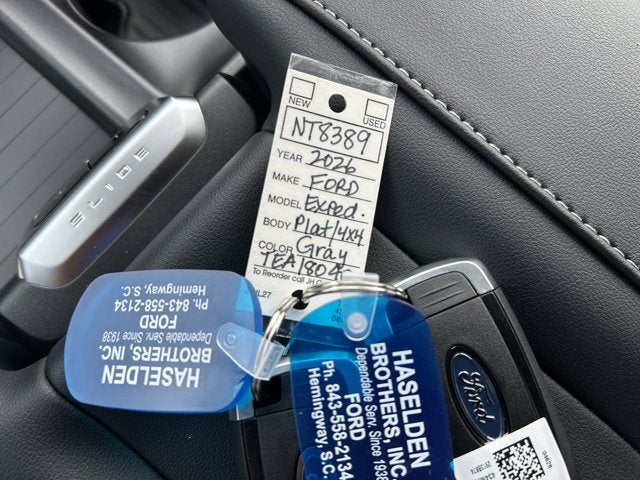 SLIDE
NEW
USED
NT8389
YEAR 2026
MAKE FORD
MODEL Exped.
BODY Plat/4x4
COLOR Gray
TEA1804
To Reorder call JH
HASELDEN
BROTHERS, INC.
Dependable Serv. Since 1938
FORD
Ph. 843-558-2134
Hemingway, S.C.
HASELDEN
BROTHERS, INC.
Dependable Serv. Since 1938
FORD
Ph. 843-558-2134
Hemingway, S.C.
Ford